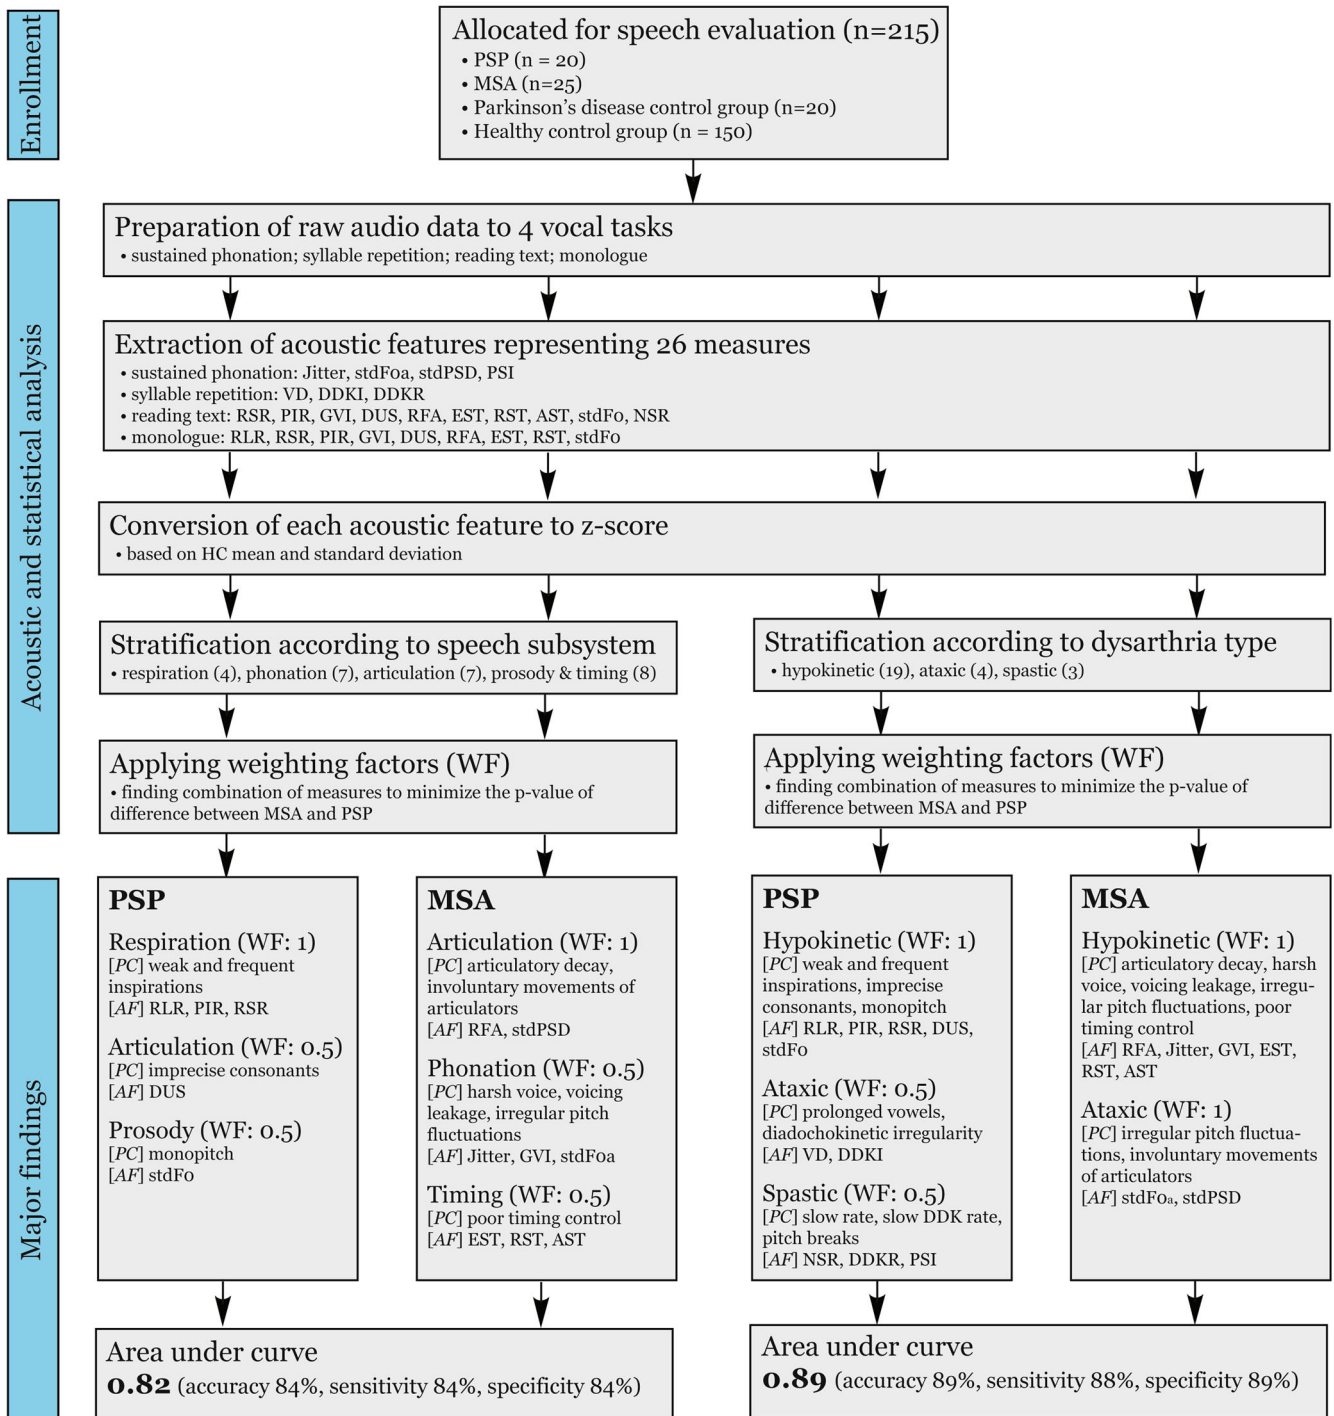 Enrollment
Allocated for speech evaluation (n=215)
• PSP (n = 20)
• MSA (n=25)
• Parkinson's disease control group (n=20)
• Healthy control group (n = 150)
Acoustic and statistical analysis
Preparation of raw audio data to 4 vocal tasks
• sustained phonation; syllable repetition; reading text; monologue
Extraction of acoustic features representing 26 measures
• sustained phonation: Jitter, stdF0a, stdPSD, PSI
• syllable repetition: VD, DDKI, DDKR
• reading text: RSR, PIR, GVI, DUS, RFA, EST, RST, AST, stdF0, NSR
• monologue: RLR, RSR, PIR, GVI, DUS, RFA, EST, RST, stdF0
Conversion of each acoustic feature to z-score
• based on HC mean and standard deviation
Stratification according to speech subsystem
• respiration (4), phonation (7), articulation (7), prosody & timing (8)
Stratification according to dysarthria type
• hypokinetic (19), ataxic (4), spastic (3)
Applying weighting factors (WF)
• finding combination of measures to minimize the p-value of
difference between MSA and PSP
Applying weighting factors (WF)
• finding combination of measures to minimize the p-value of
difference between MSA and PSP
Major findings
PSP
Respiration (WF: 1)
[PC] weak and frequent
inspirations
[AF] RLR, PIR, RSR
Articulation (WF: 0.5)
[PC] imprecise consonants
[AF] DUS
Prosody (WF: 0.5)
[PC] monopitch
[AF] stdF0
MSA
Articulation (WF: 1)
[PC] articulatory decay,
involuntary movements of
articulators
[AF] RFA, stdPSD
Phonation (WF: 0.5)
[PC] harsh voice, voicing
leakage, irregular pitch
fluctuations
[AF] Jitter, GVI, stdF0a
Timing (WF: 0.5)
[PC] poor timing control
[AF] EST, RST, AST
PSP
Hypokinetic (WF: 1)
[PC] weak and frequent
inspirations, imprecise
consonants, monopitch
[AF] RLR, PIR, RSR, DUS,
stdF0
Ataxic (WF: 0.5)
[PC] prolonged vowels,
diadochokinetic irregularity
[AF] VD, DDKI
Spastic (WF: 0.5)
[PC] slow rate, slow DDK rate,
pitch breaks
[AF] NSR, DDKR, PSI
MSA
Hypokinetic (WF: 1)
[PC] articulatory decay, harsh
voice, voicing leakage, irregu-
lar pitch fluctuations, poor
timing control
[AF] RFA, Jitter, GVI, EST,
RST, AST
Ataxic (WF: 1)
[PC] irregular pitch fluctua-
tions, involuntary movements
of articulators
[AF] stdF0a, stdPSD
Area under curve
0.82 (accuracy 84%, sensitivity 84%, specificity 84%)
Area under curve
0.89 (accuracy 89%, sensitivity 88%, specificity 89%)